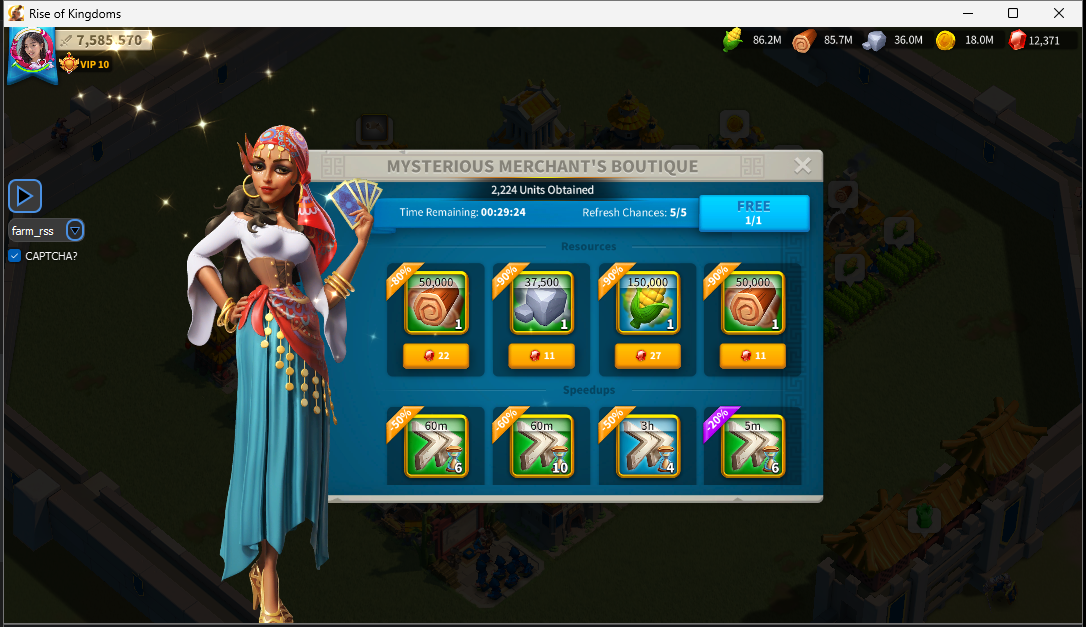 Rise of Kingdoms
7,585,570
VIP 10
86.2M
85.7M
36.0M
18.0M
12,371
farm_rss
CAPTCHA?
MYSTERIOUS MERCHANT'S BOUTIQUE
2,224 Units Obtained
Time Remaining: 00:29:24
Refresh Chances: 5/5
FREE
1/1
Resources
-80%
50,000
1
22
-90%
37,500
1
11
-90%
150,000
1
27
-90%
50,000
1
11
Speedups
-50%
60m
6
-60%
60m
10
-50%
3h
4
-20%
5m
6